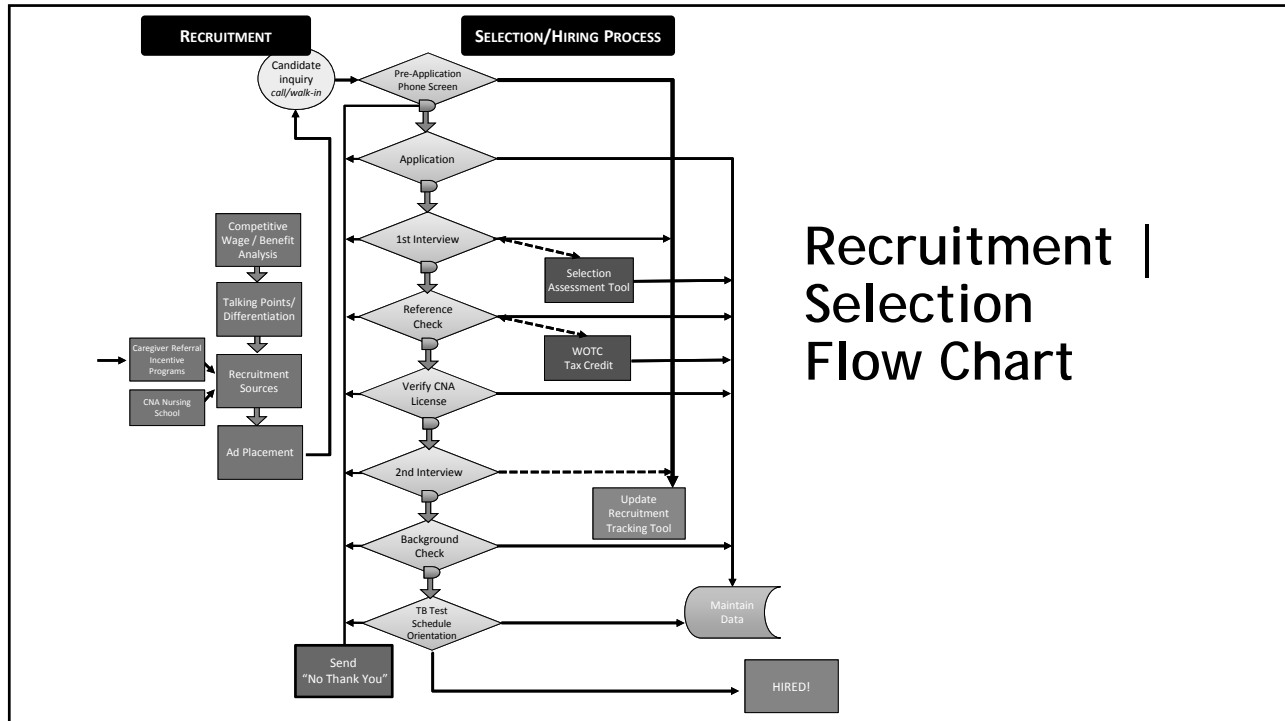 RECRUITMENT
SELECTION/HIRING PROCESS
Candidate
inquiry
call/walk-in
Pre-Application
Phone Screen
Application
Competitive
Wage / Benefit
Analysis
1st Interview
Selection
Assessment Tool
Talking Points/
Differentiation
Reference
Check
Caregiver Referral
Incentive
Programs
WOTC
Tax Credit
Recruitment
Sources
CNA Nursing
School
Verify CNA
License
Ad Placement
2nd Interview
Update
Recruitment
Tracking Tool
Background
Check
TB Test
Schedule
Orientation
Maintain
Data
Send
“No Thank You”
HIRED!
Recruitment |
Selection
Flow Chart